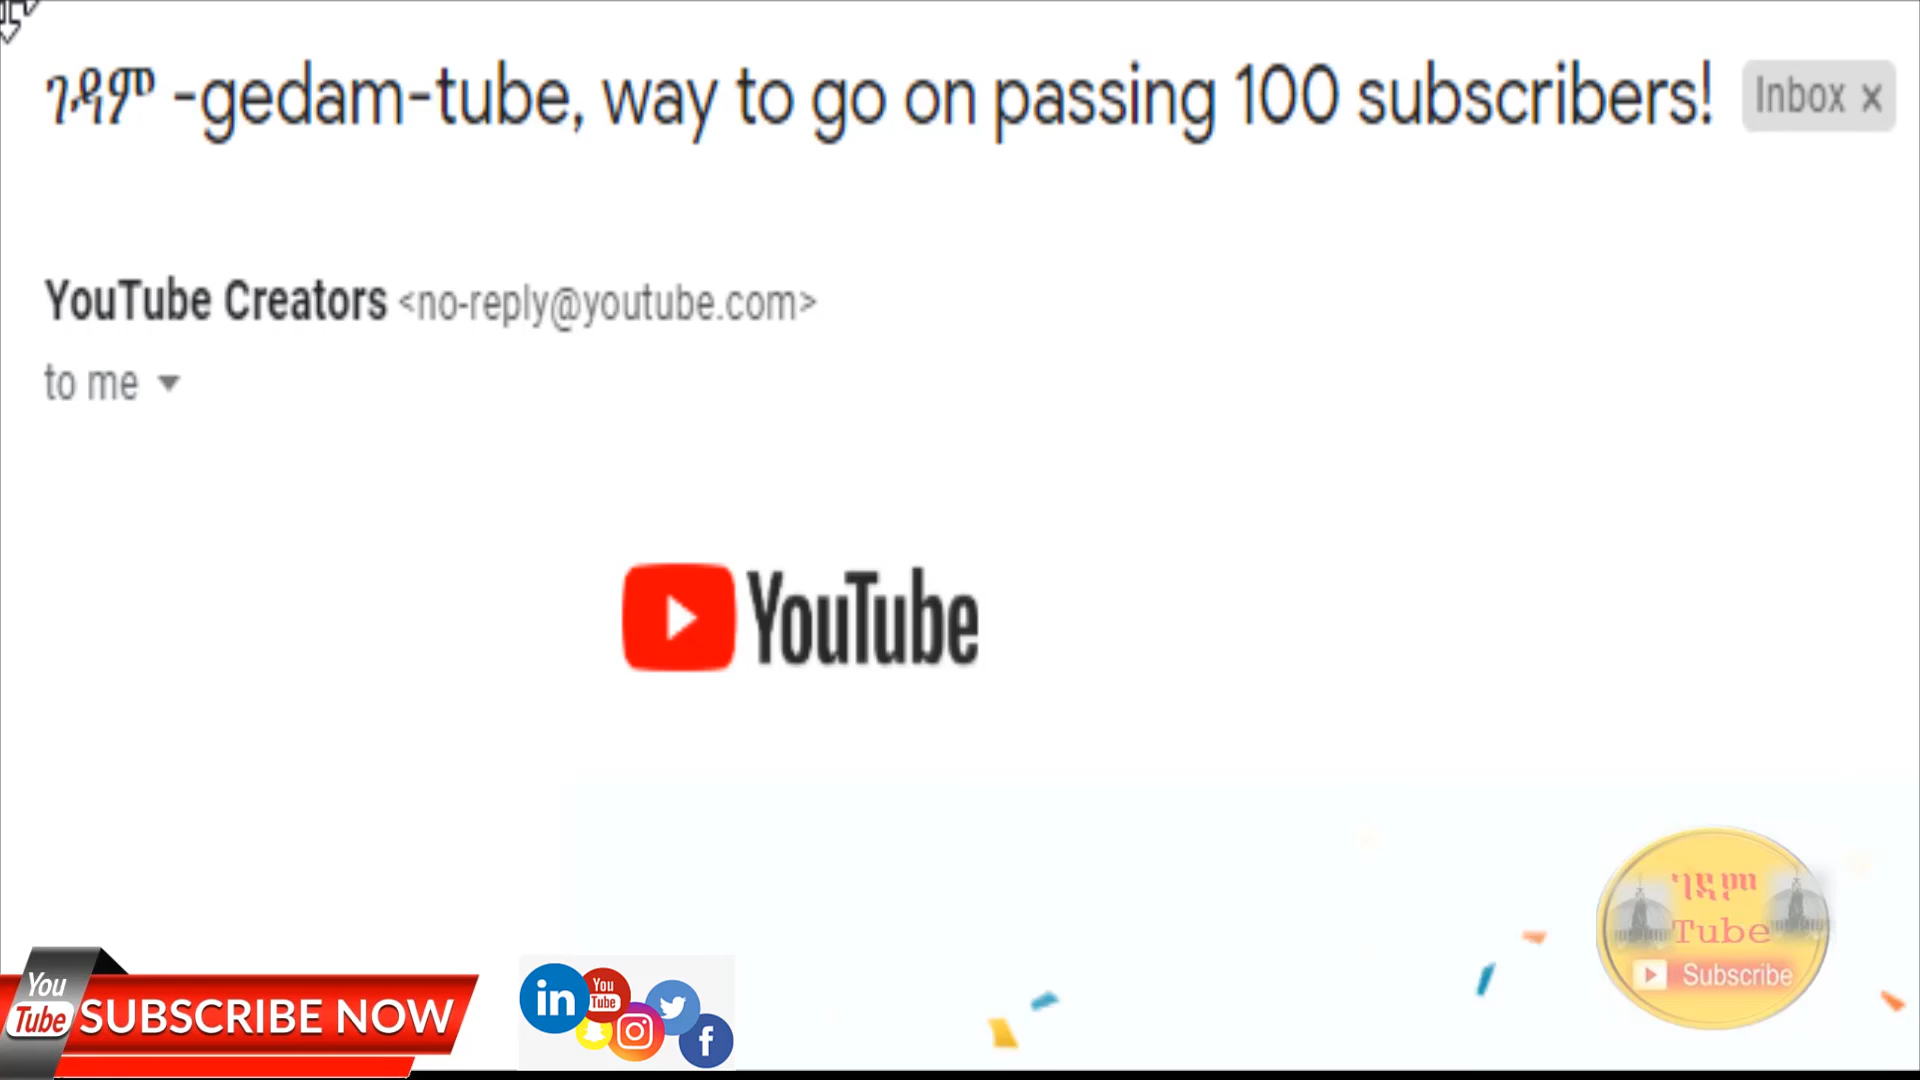 ገዳም -gedam-tube, way to go on passing 100 subscribers!
Inbox x
YouTube Creators <no-reply@youtube.com>
to me
YouTube
ገዳም
Tube
Subscribe
You
Tube
SUBSCRIBE NOW
in
You
Tube
f